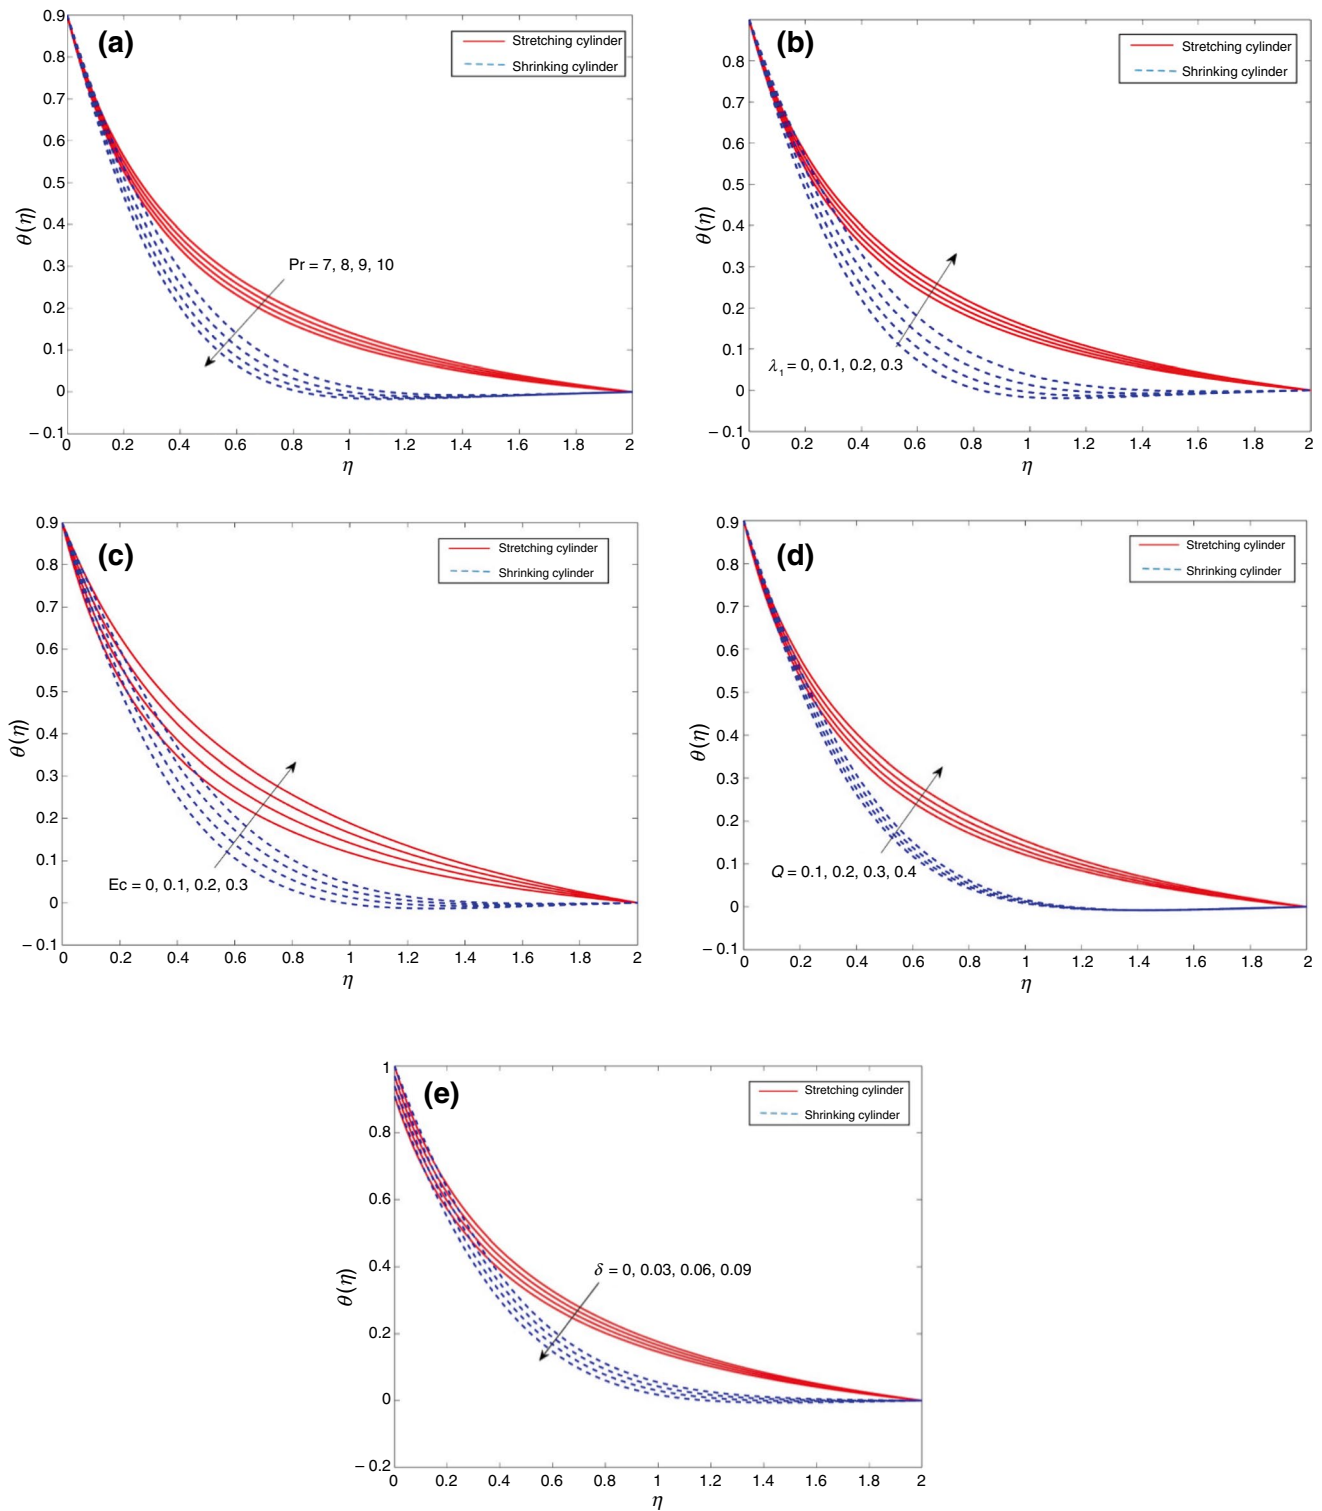 (a)
Stretching cylinder
Shrinking cylinder
0.9
0.8
0.7
0.6
0.5
0.4
0.3
0.2
0.1
0
−0.1
θ(η)
Pr = 7, 8, 9, 10
0 0.2 0.4 0.6 0.8 1 1.2 1.4 1.6 1.8 2
η
(b)
Stretching cylinder
Shrinking cylinder
0.8
0.7
0.6
0.5
0.4
0.3
0.2
0.1
0
−0.1
θ(η)
λ₁ = 0, 0.1, 0.2, 0.3
0 0.2 0.4 0.6 0.8 1 1.2 1.4 1.6 1.8 2
η
(c)
Stretching cylinder
Shrinking cylinder
0.9
0.8
0.7
0.6
0.5
0.4
0.3
0.2
0.1
0
−0.1
θ(η)
Ec = 0, 0.1, 0.2, 0.3
0 0.2 0.4 0.6 0.8 1 1.2 1.4 1.6 1.8 2
η
(d)
Stretching cylinder
Shrinking cylinder
0.9
0.8
0.7
0.6
0.5
0.4
0.3
0.2
0.1
0
−0.1
θ(η)
Q = 0.1, 0.2, 0.3, 0.4
0 0.2 0.4 0.6 0.8 1 1.2 1.4 1.6 1.8 2
η
(e)
Stretching cylinder
Shrinking cylinder
1
0.8
0.6
0.4
0.2
0
−0.2
θ(η)
δ = 0, 0.03, 0.06, 0.09
0 0.2 0.4 0.6 0.8 1 1.2 1.4 1.6 1.8 2
η